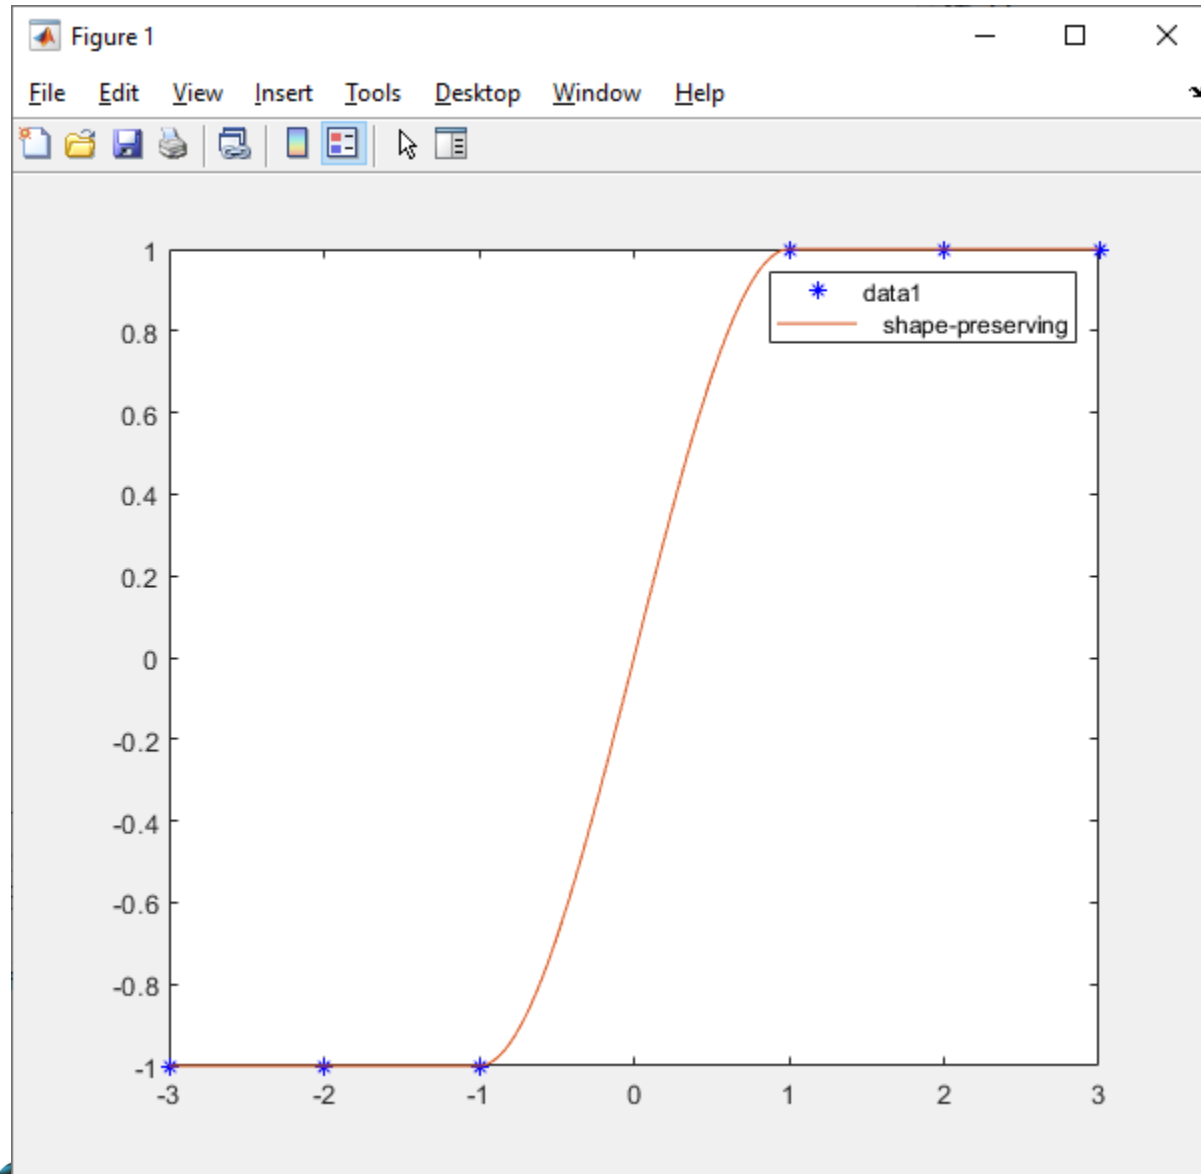 Figure 1
File Edit View Insert Tools Desktop Window Help
1
data1
shape-preserving
0.8
0.6
0.4
0.2
0
-0.2
-0.4
-0.6
-0.8
-1
-3 -2 -1 0 1 2 3